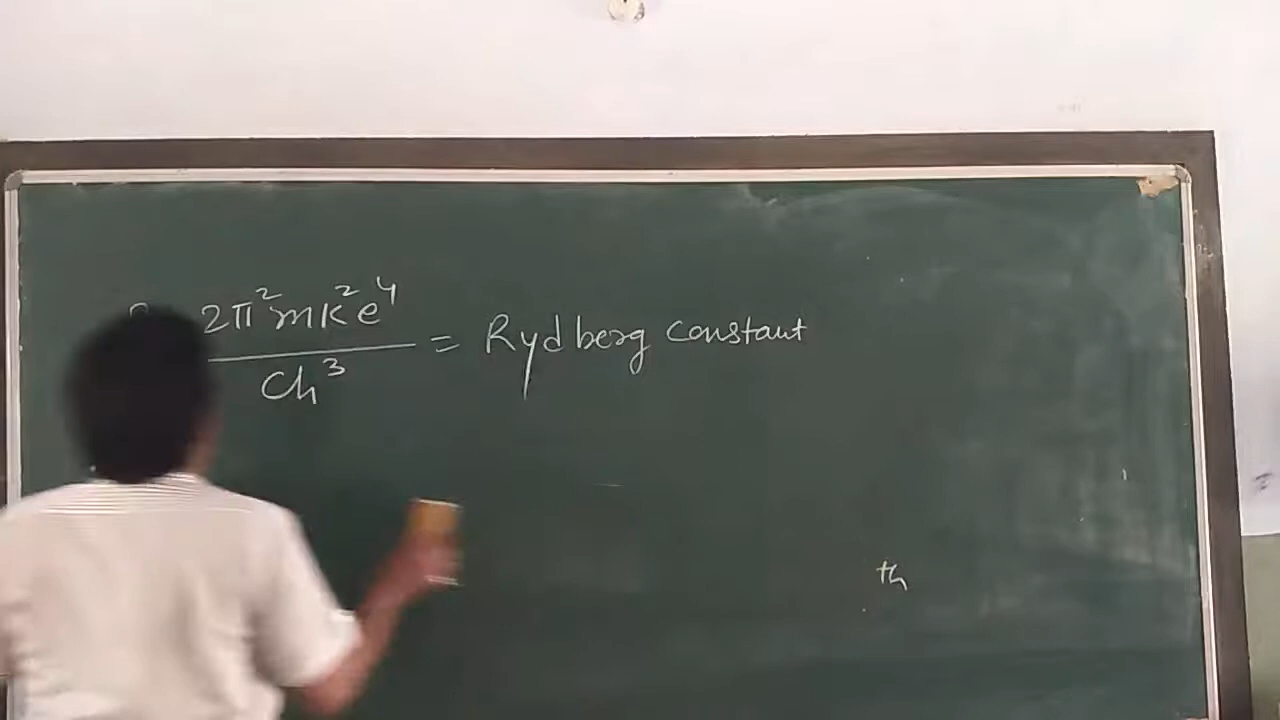 2π²mk²e⁴
Ch³
= Rydberg constant
th